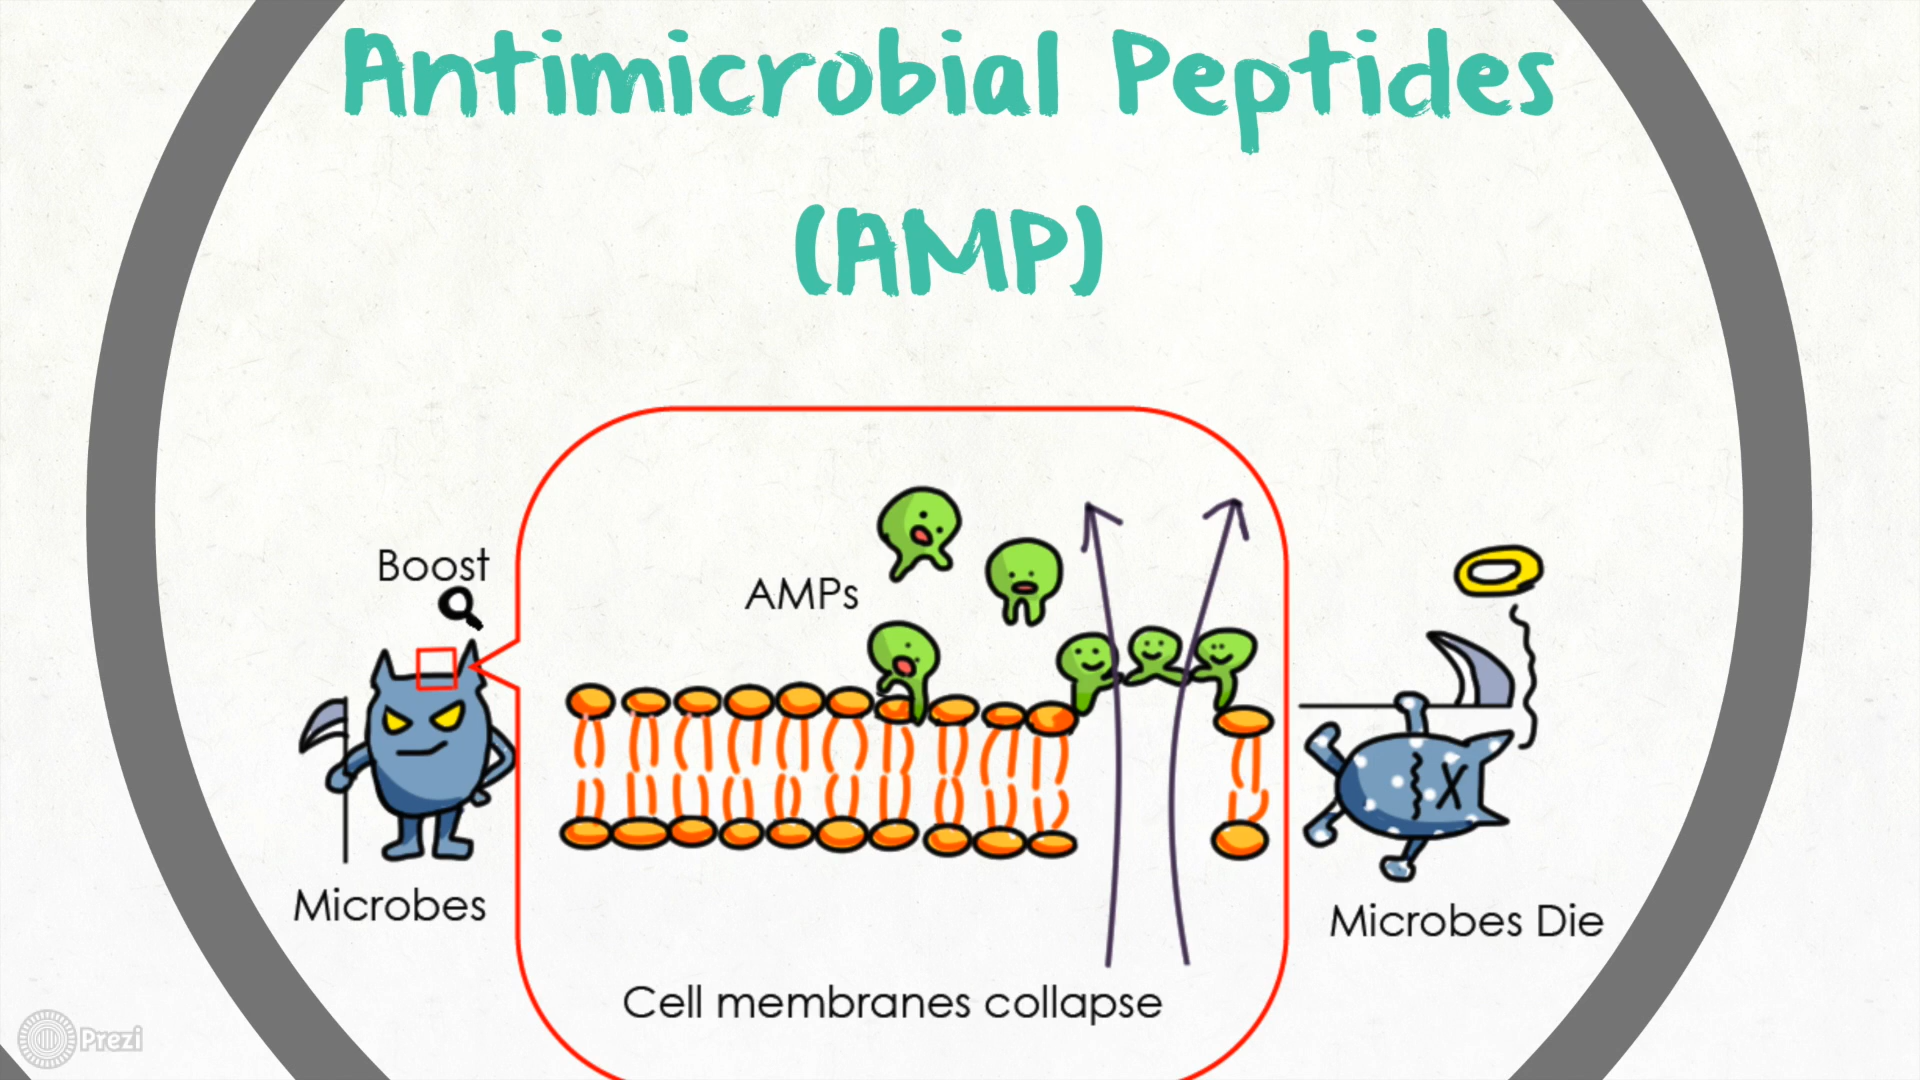 Antimicrobial Peptides
(AMP)
Boost
AMPs
Microbes
Microbes Die
Cell membranes collapse
Prezi